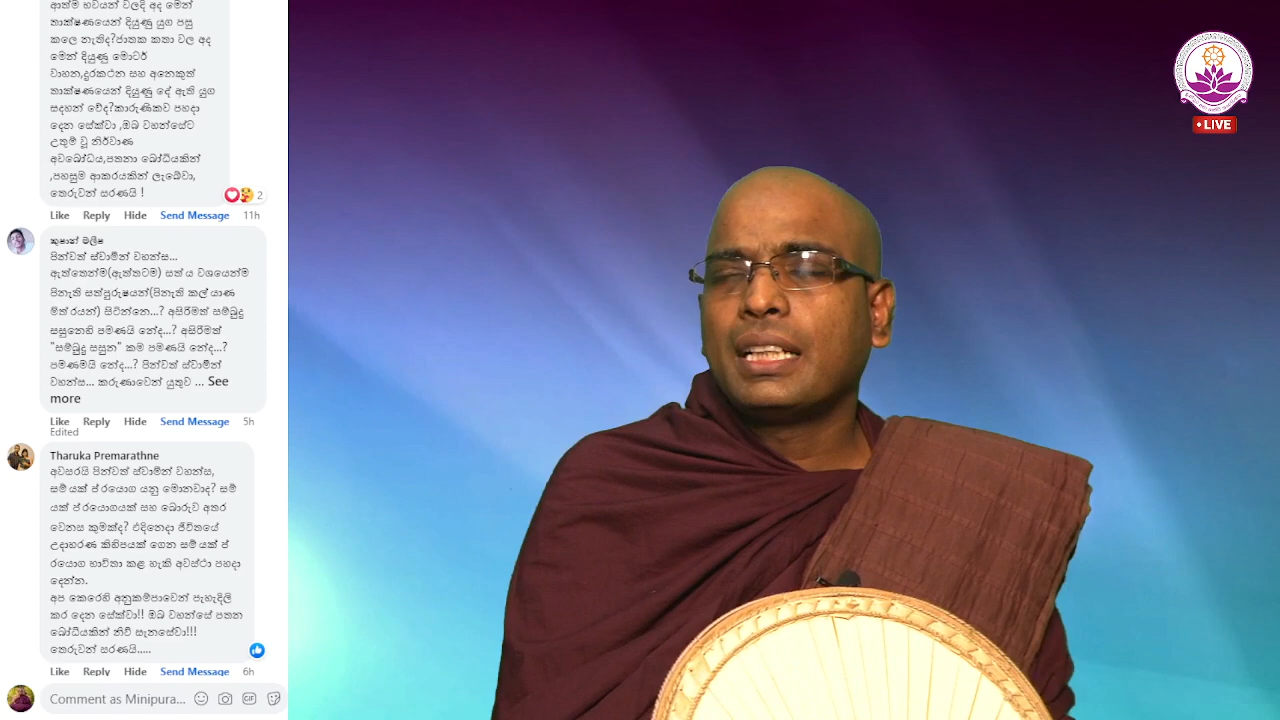 ආත්ම භවයන් වලදි අද මෙන්
තාක්ෂණයෙන් දියුණු යුග පසු
කලෙ නැතිද?ජාතක කතා වල අද
මෙන් දියුණු මොටර්
වාහන,දුරකථන සහ අනෙකුත්
තාක්ෂණයෙන් දියුණු දේ ඇති යුග
සදහන් වේද?කාරුණිකව පහදා
දෙන සේක්වා ,ඔබ වහන්සේට
උතුම් වූ නිර්වාණ
අවබෝධය,පතනා බෝධියකින්
,පහසුම ආකරයකින් ලැබේවා,
තෙරුවන් සරණයි !
2
Like Reply Hide Send Message 11h
කුෂාන් මලීෂ
පින්වත් ස්වාමීන් වහන්ස...
ඇත්තෙන්ම(ඇත්තටම) සත් ය වශයෙන්ම
පිනැති සත්පුරුෂයන්(පිනැති කල් යාණ
මිත් රයන්) සිටින්නෙ...? අසිරිමත් සම්බුදු
සසුනෙහි පමණයි නේද...? අසිරිමත්
"සම්බුදු සසුන" තම පමණයි නේද...?
පමණමයි නේද...? පින්වත් ස්වාමීන්
වහන්ස... කරුණාවෙන් යුතුව ... See
more
Like Reply Hide Send Message 5h
Edited
Tharuka Premarathne
අවසරයි පින්වත් ස්වාමීන් වහන්ස,
සම් යක් ප් රයොග යනු මොනවාද? සම්
යක් ප් රයොගයක් සහ බොරුව අතර
වෙනස කුමක්ද? එදිනෙදා ජීවිතයේ
උදාහරණ කිහිපයක් ගෙන සම් යක් ප්
රයොග භාවිතා කළ හැකි අවස්ථා පහදා
දෙන්න.
අප කෙරෙහි අනුකම්පාවෙන් පැහැදිලි
කර දෙන සේක්වා!! ඔබ වහන්සේ පතන
බෝධියකින් නිවී සැනසේවා!!!
තෙරුවන් සරණයි.....
Like Reply Hide Send Message 6h
Comment as Minipura...
GIF
LIVE